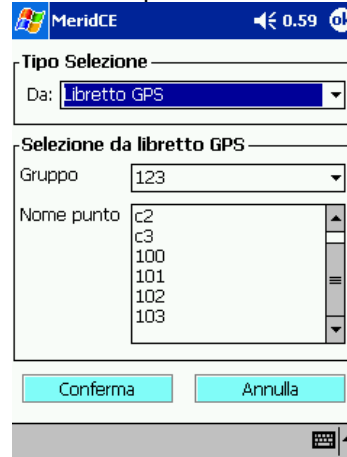 MeridCE 0.59 ok
Tipo Selezione
Da: Libretto GPS
Selezione da libretto GPS
Gruppo 123
Nome punto c2
c3
100
101
102
103
Conferma Annulla